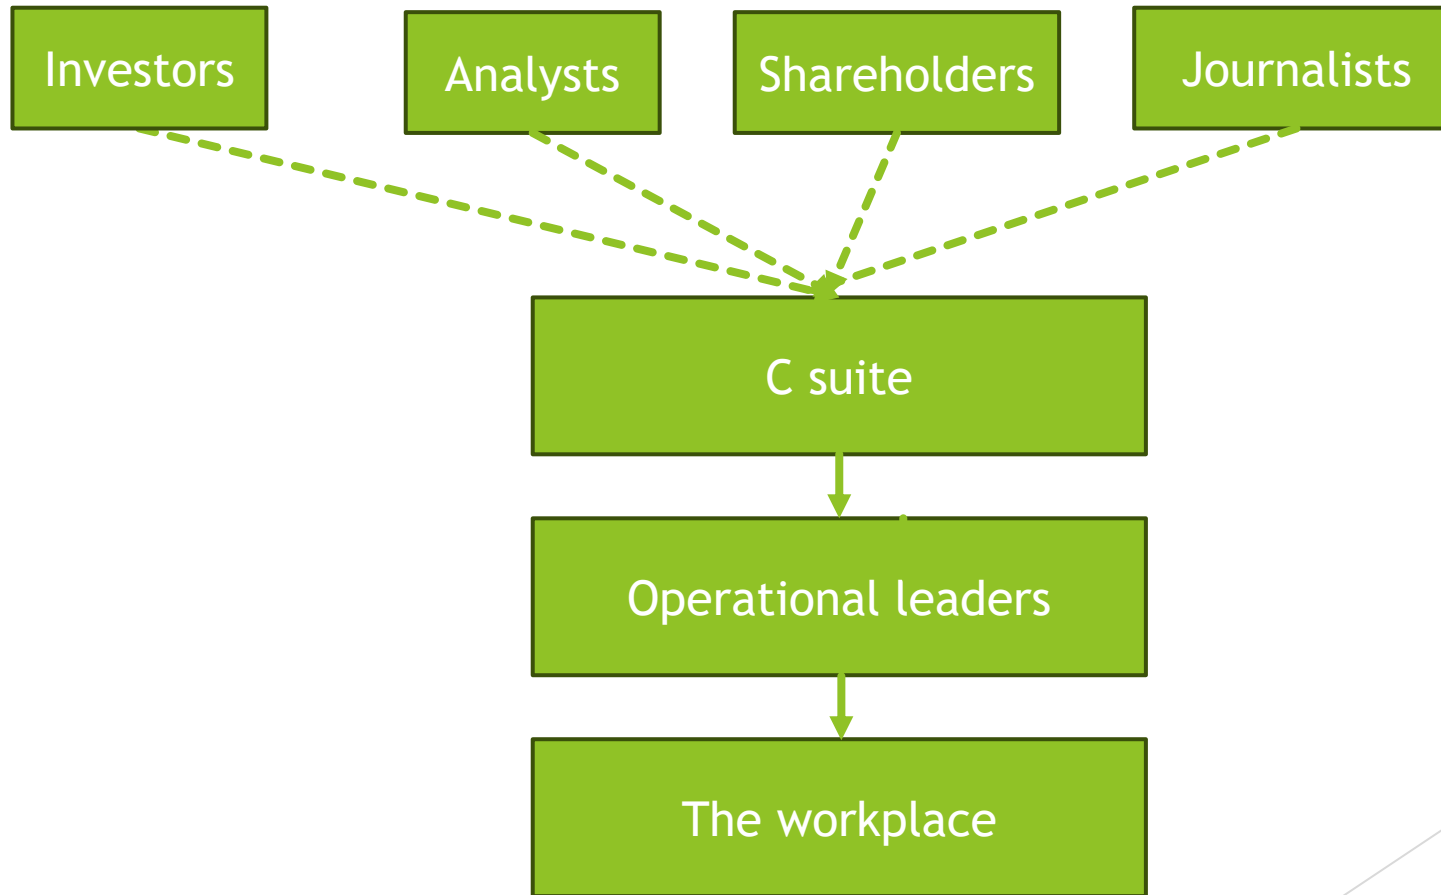 Investors
Analysts
Shareholders
Journalists
C suite
Operational leaders
The workplace